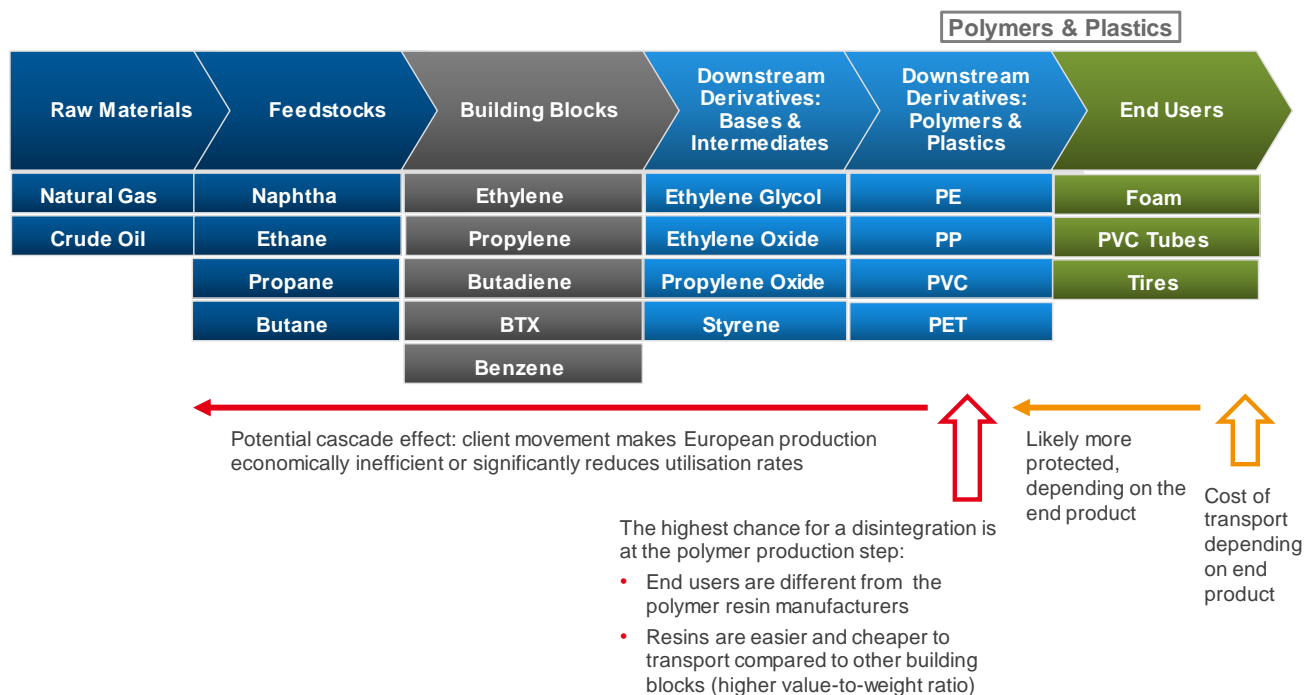 Polymers & Plastics
Raw Materials
Feedstocks
Building Blocks
Downstream
Derivatives:
Bases &
Intermediates
Downstream
Derivatives:
Polymers &
Plastics
End Users
Natural Gas
Crude Oil
Naphtha
Ethane
Propane
Butane
Ethylene
Propylene
Butadiene
BTX
Benzene
Ethylene Glycol
Ethylene Oxide
Propylene Oxide
Styrene
PE
PP
PVC
PET
Foam
PVC Tubes
Tires
Potential cascade effect: client movement makes European production
economically inefficient or significantly reduces utilisation rates
The highest chance for a disintegration is
at the polymer production step:
• End users are different from the
polymer resin manufacturers
• Resins are easier and cheaper to
transport compared to other building
blocks (higher value-to-weight ratio)
Likely more
protected,
depending on the
end product
Cost of
transport
depending
on end
product